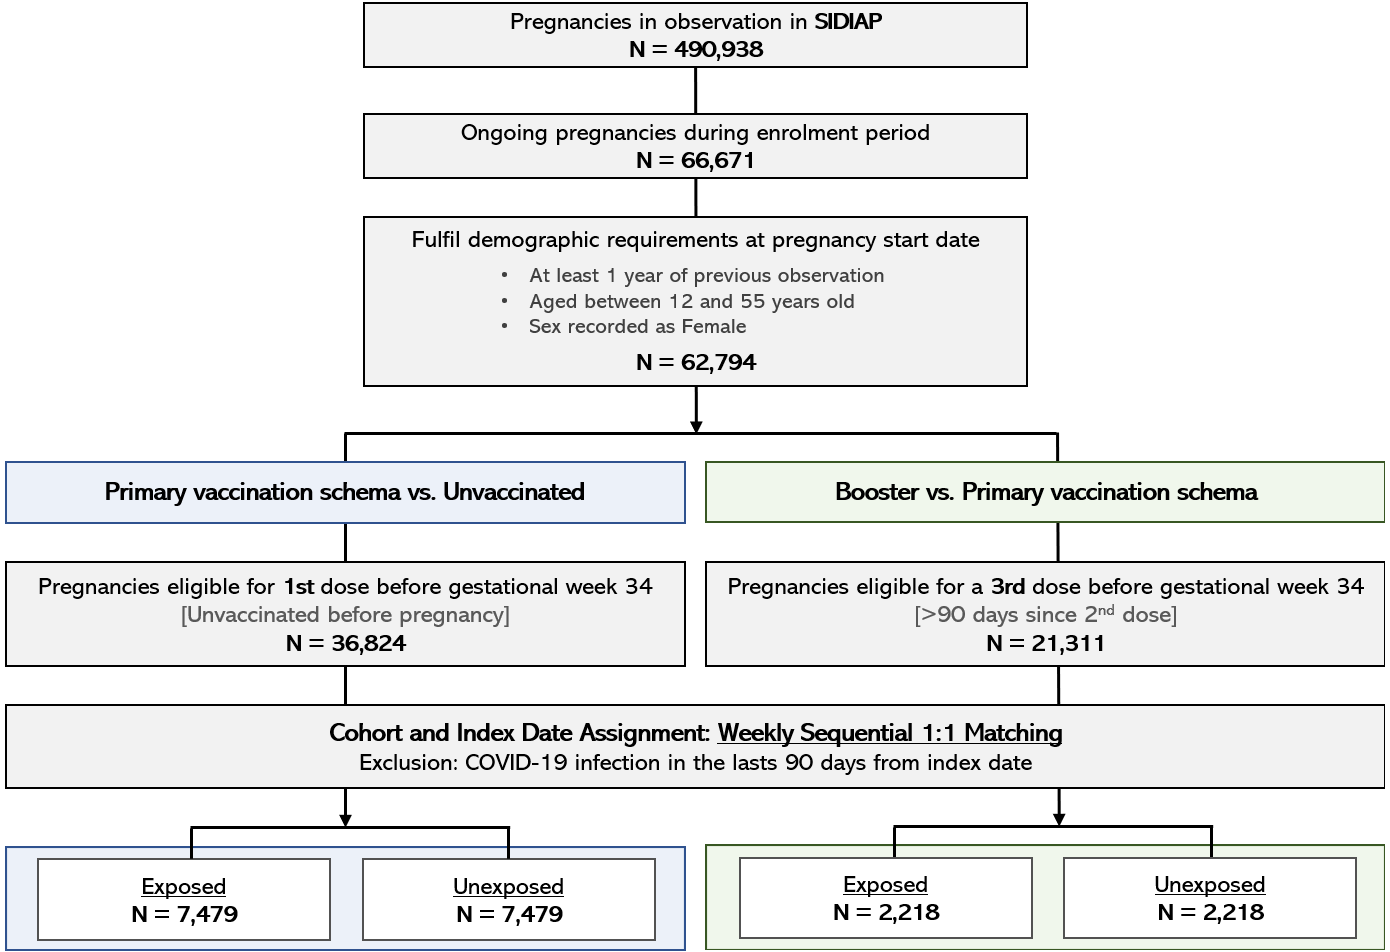 Pregnancies in observation in SIDIAP
N = 490,938
Ongoing pregnancies during enrolment period
N = 66,671
Fulfil demographic requirements at pregnancy start date
• At least 1 year of previous observation
• Aged between 12 and 55 years old
• Sex recorded as Female
N = 62,794
Primary vaccination schema vs. Unvaccinated
Booster vs. Primary vaccination schema
Pregnancies eligible for 1st dose before gestational week 34
[Unvaccinated before pregnancy]
N = 36,824
Pregnancies eligible for a 3rd dose before gestational week 34
[>90 days since 2nd dose]
N = 21,311
Cohort and Index Date Assignment: Weekly Sequential 1:1 Matching
Exclusion: COVID-19 infection in the lasts 90 days from index date
Exposed
N = 7,479
Unexposed
N = 7,479
Exposed
N = 2,218
Unexposed
N = 2,218